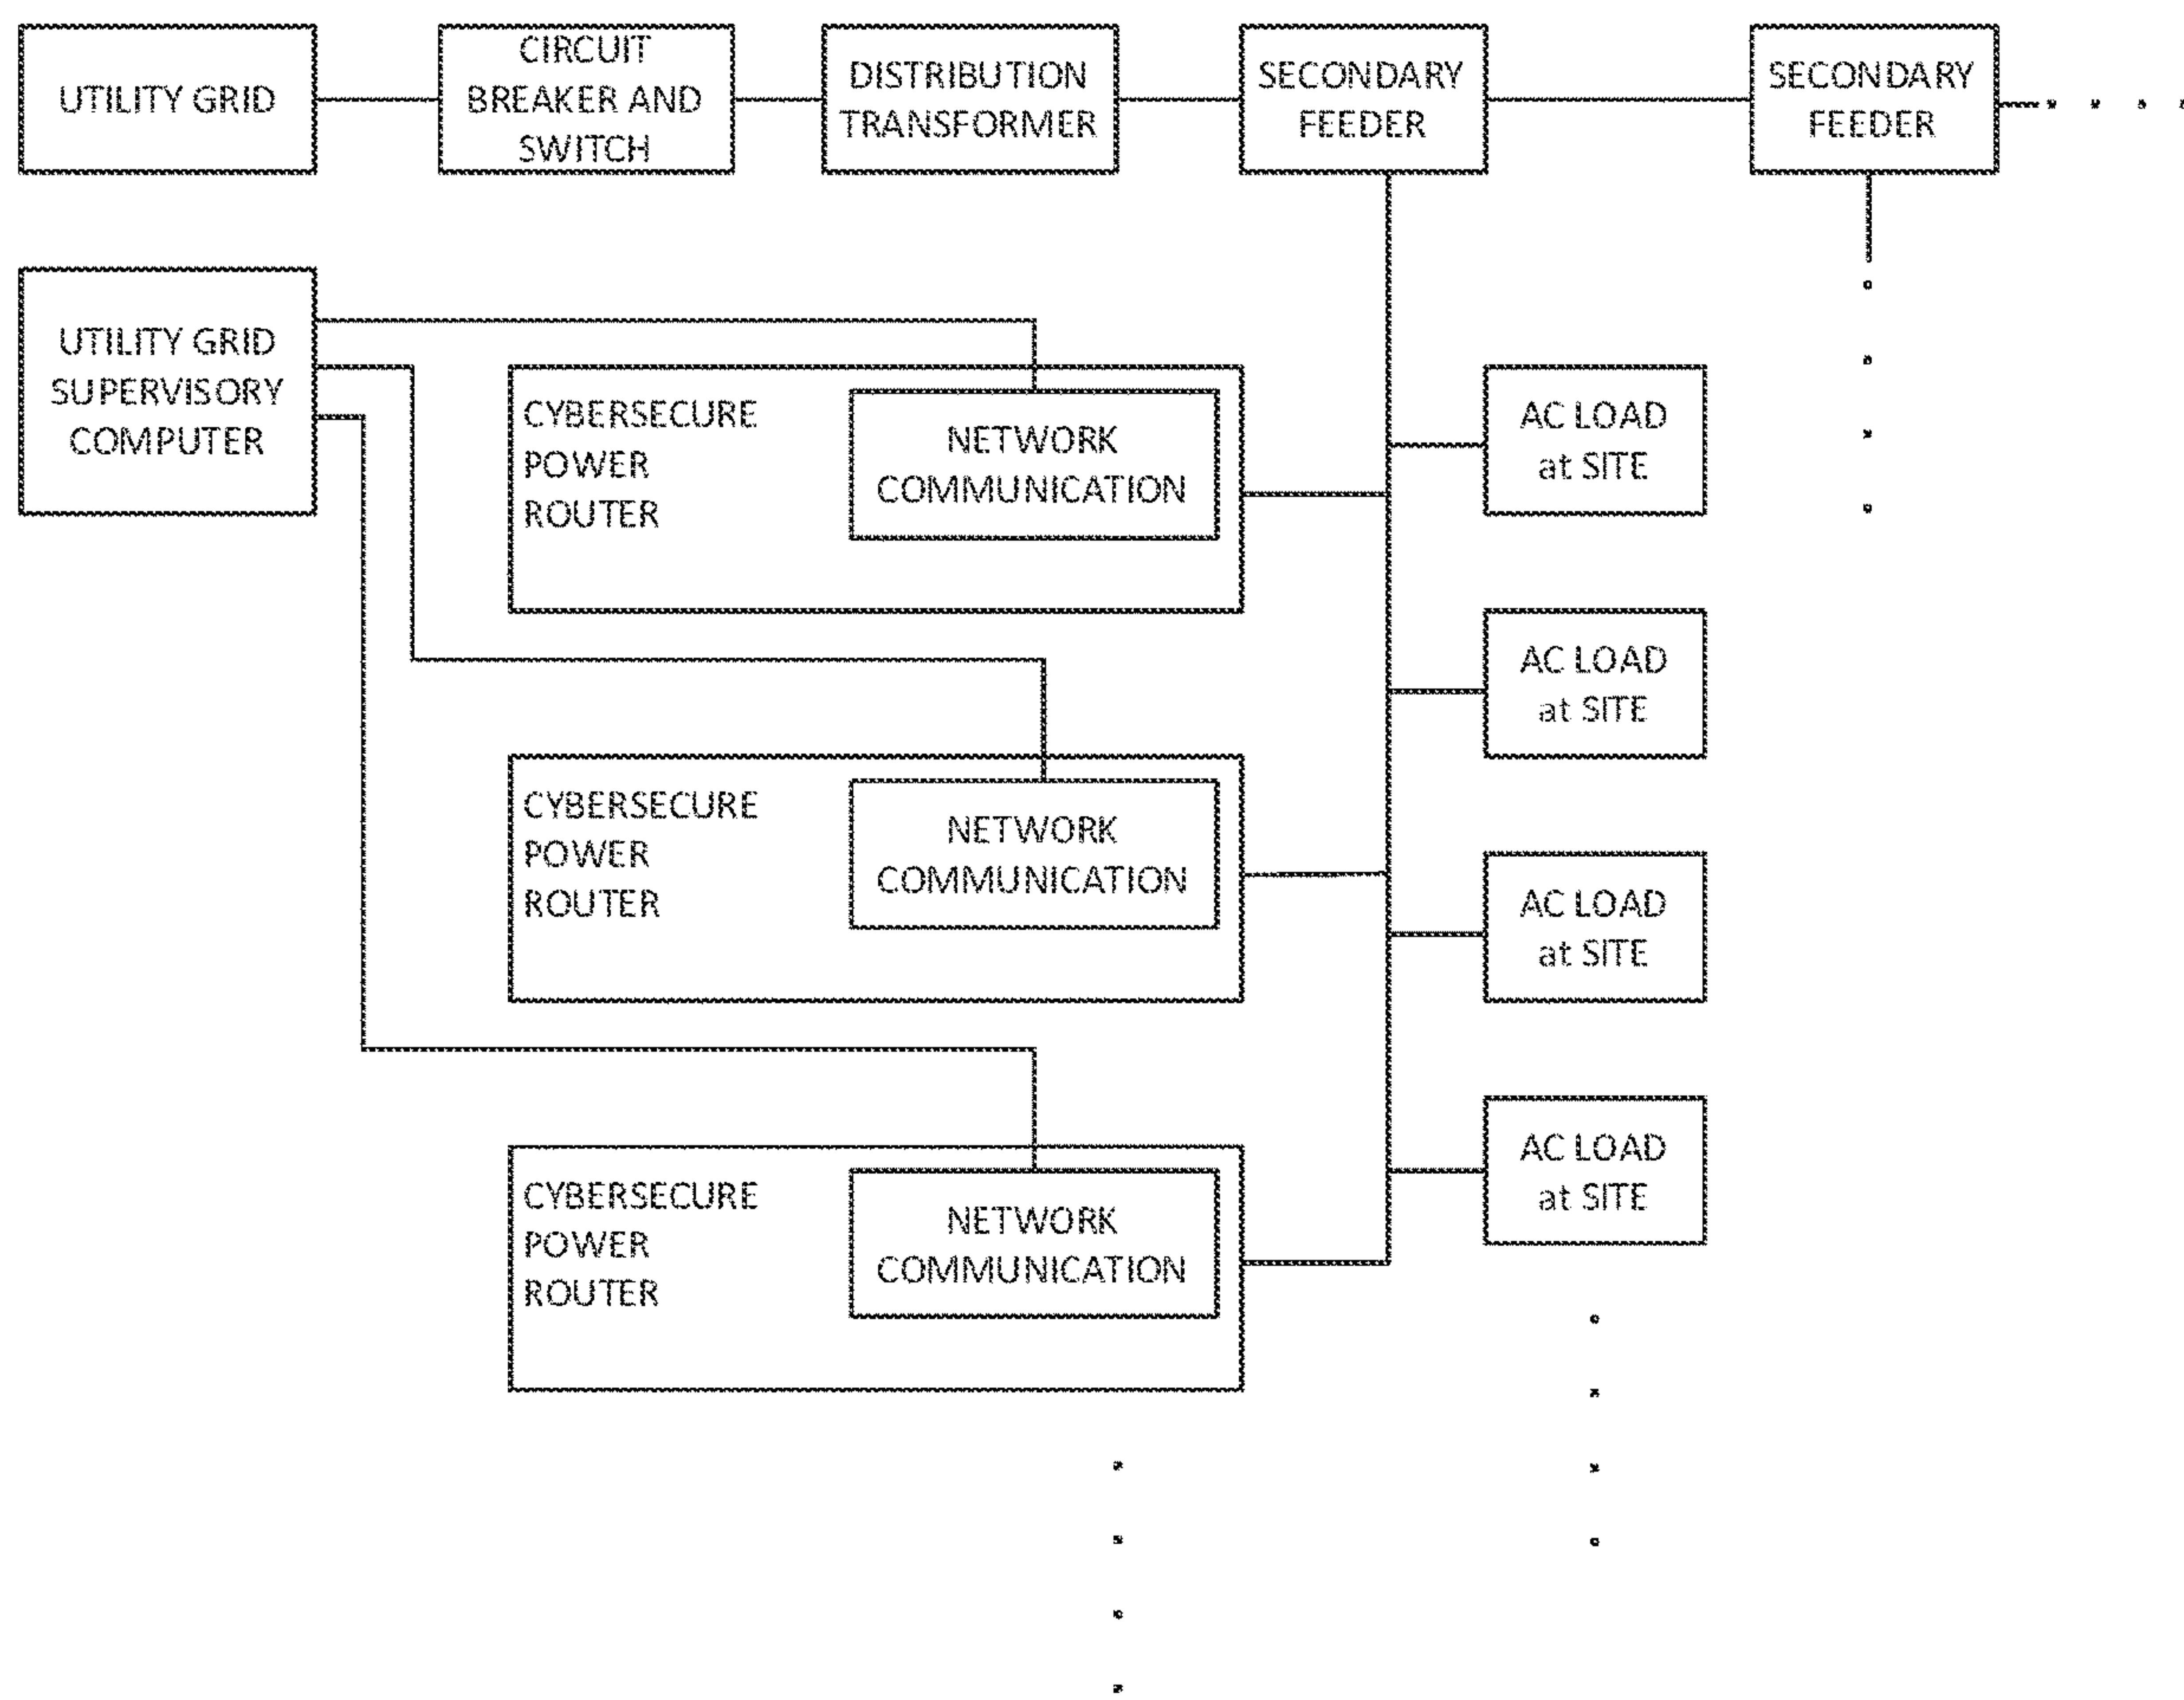 UTILITY GRID
CIRCUIT
BREAKER AND
SWITCH
DISTRIBUTION
TRANSFORMER
SECONDARY
FEEDER
SECONDARY
FEEDER
UTILITY GRID
SUPERVISORY
COMPUTER
CYBERSECURE
POWER
ROUTER
NETWORK
COMMUNICATION
AC LOAD
at SITE
AC LOAD
at SITE
CYBERSECURE
POWER
ROUTER
NETWORK
COMMUNICATION
AC LOAD
at SITE
CYBERSECURE
POWER
ROUTER
NETWORK
COMMUNICATION
AC LOAD
at SITE